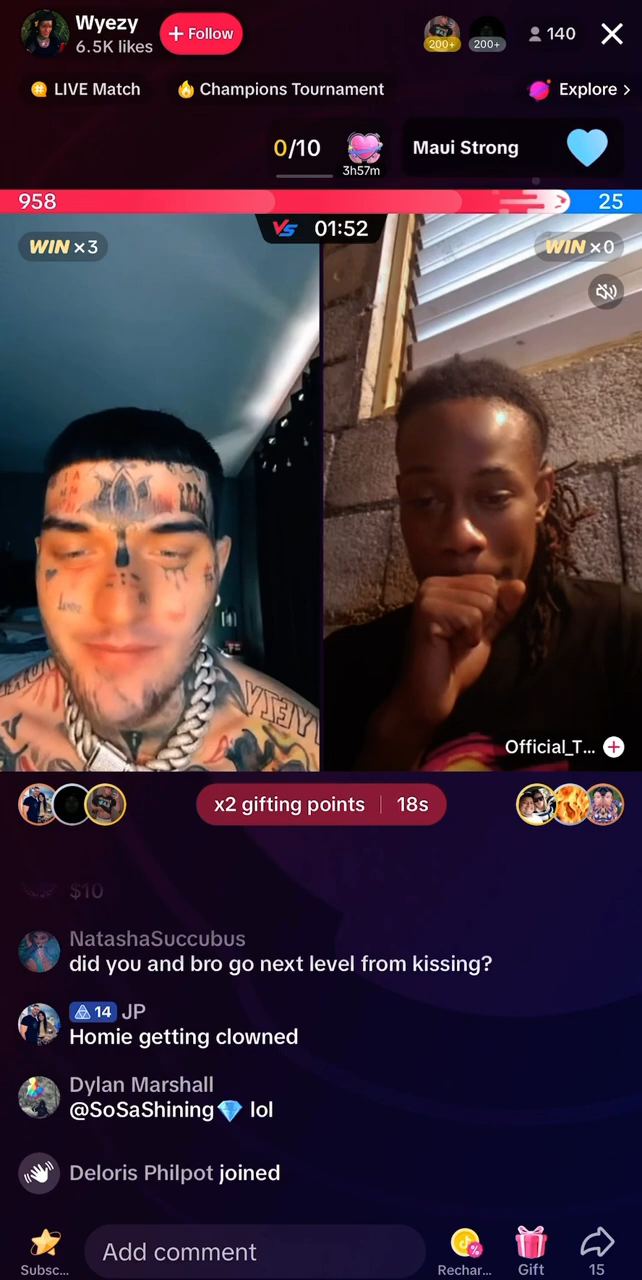 Wyezy
6.5K likes
+ Follow
200+
200+
140
LIVE Match
Champions Tournament
Explore >
0/10
3h57m
Maui Strong
958
25
VS 01:52
WIN ×3
WIN ×0
Official_T...
x2 gifting points | 18s
$10
NatashaSuccubus
did you and bro go next level from kissing?
14 JP
Homie getting clowned
Dylan Marshall
@SoSaShining💎 lol
Deloris Philpot joined
Subsc...
Add comment
Rechar...
Gift
15